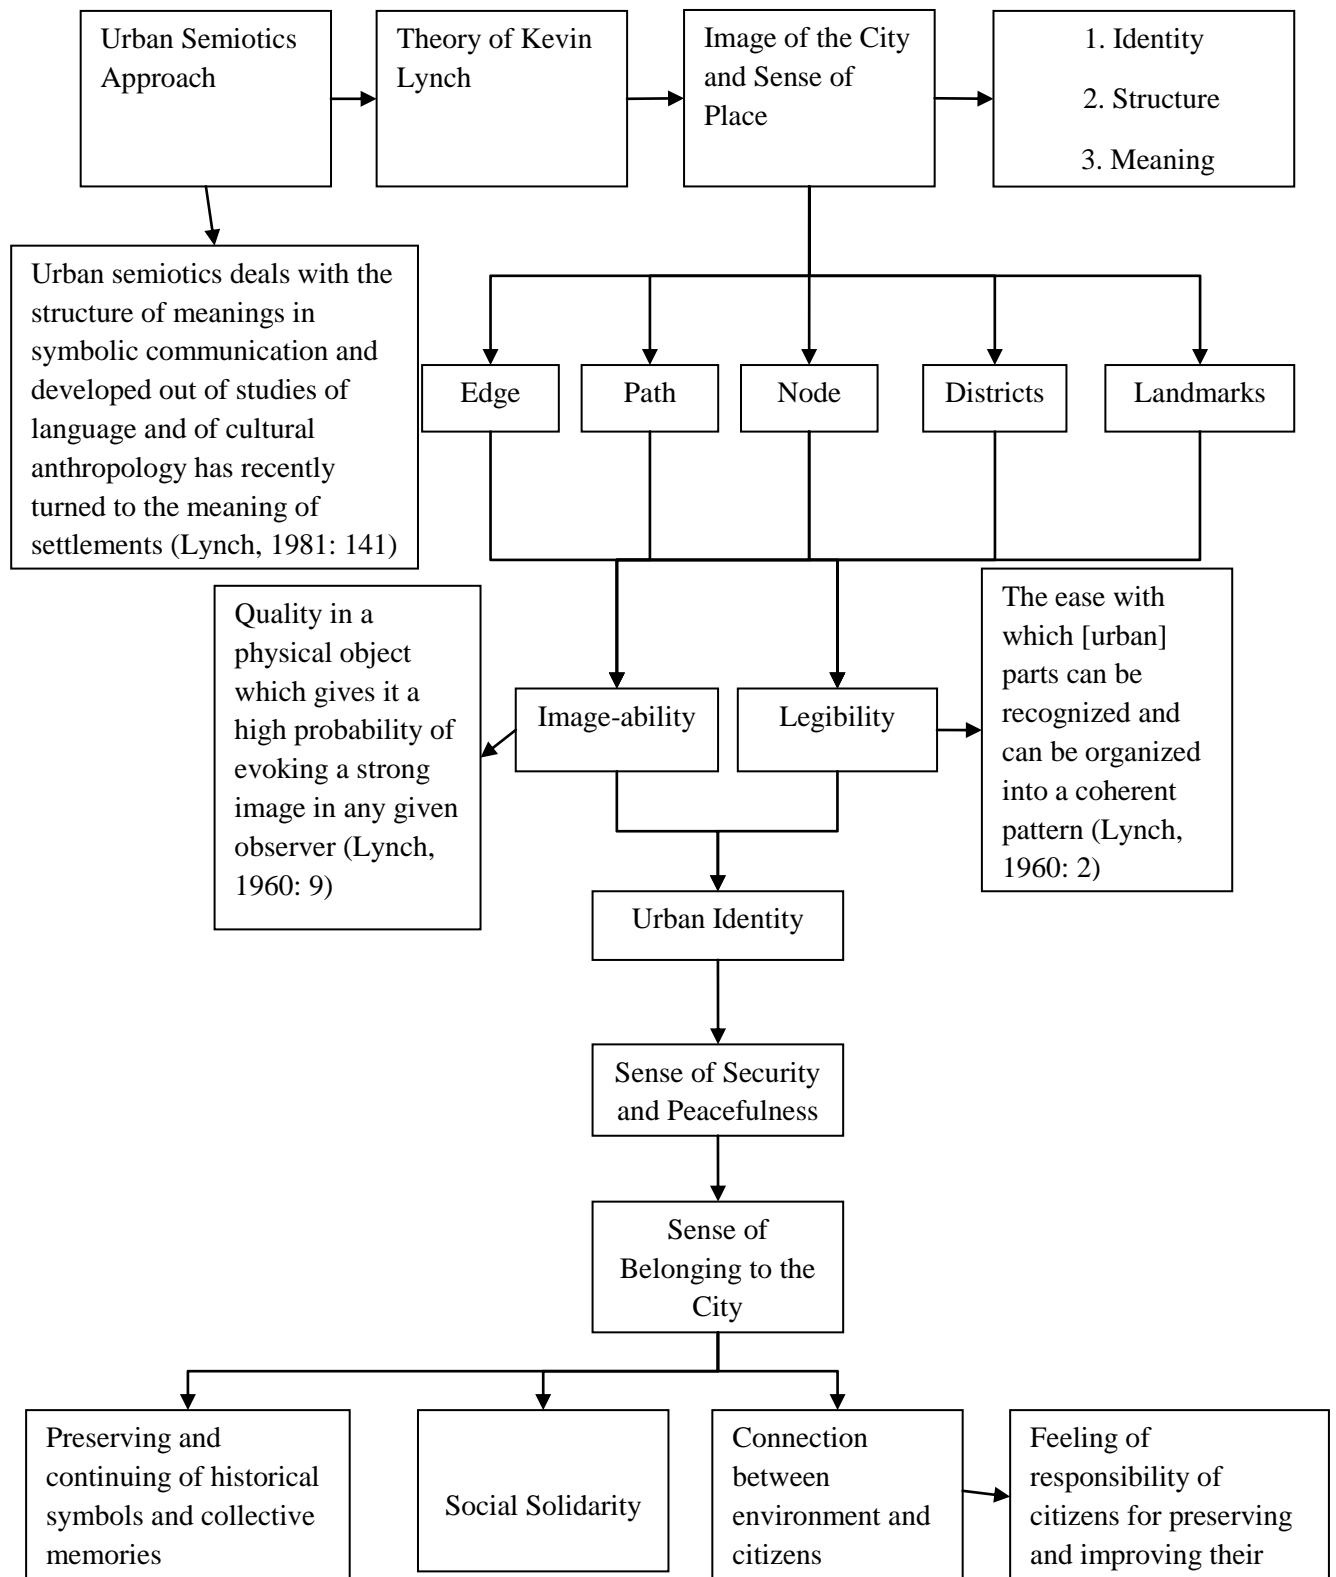 Urban Semiotics
Approach
Theory of Kevin
Lynch
Image of the City
and Sense of
Place
1. Identity
2. Structure
3. Meaning
Urban semiotics deals with the
structure of meanings in
symbolic communication and
developed out of studies of
language and of cultural
anthropology has recently
turned to the meaning of
settlements (Lynch, 1981: 141)
Edge
Path
Node
Districts
Landmarks
Quality in a
physical object
which gives it a
high probability of
evoking a strong
image in any given
observer (Lynch,
1960: 9)
Image-ability
Legibility
The ease with
which [urban]
parts can be
recognized and
can be organized
into a coherent
pattern (Lynch,
1960: 2)
Urban Identity
Sense of Security
and Peacefulness
Sense of
Belonging to the
City
Preserving and
continuing of historical
symbols and collective
memories
Social Solidarity
Connection
between
environment and
citizens
Feeling of
responsibility of
citizens for preserving
and improving their